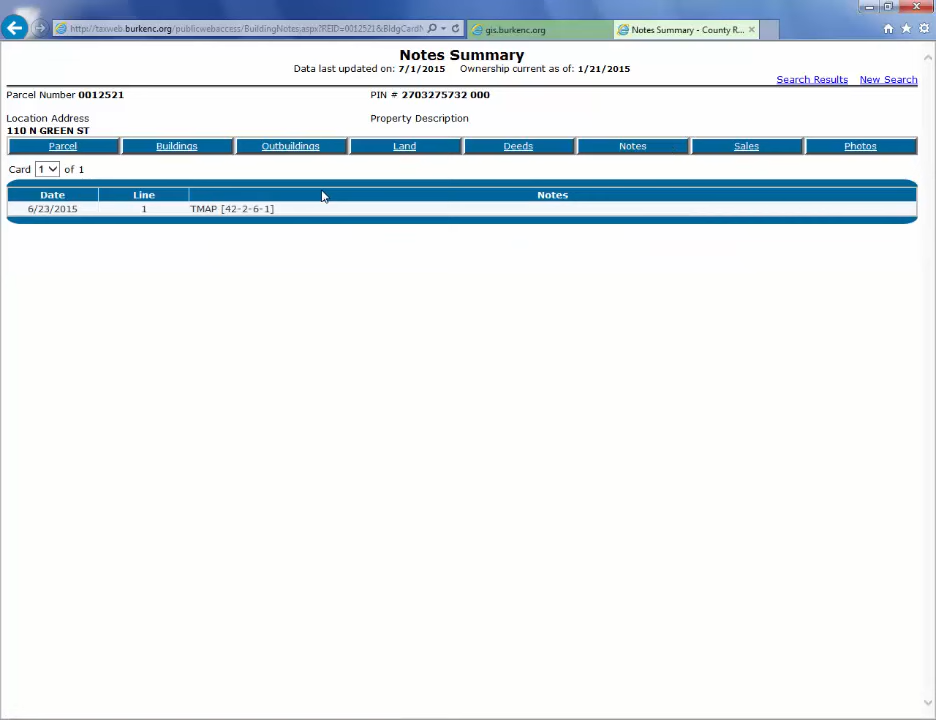 http://taxweb.burkenc.org/publicwebaccess/BuildingNotes.aspx?REID=0012521&BldgCardN
gis.burkenc.org
Notes Summary - County R...
Notes Summary
Data last updated on: 7/1/2015 Ownership current as of: 1/21/2015
Search Results New Search
Parcel Number 0012521 PIN # 2703275732 000
Location Address Property Description
110 N GREEN ST
Parcel Buildings Outbuildings Land Deeds Notes Sales Photos
Card 1 of 1
Date Line Notes
6/23/2015 1 TMAP [42-2-6-1]